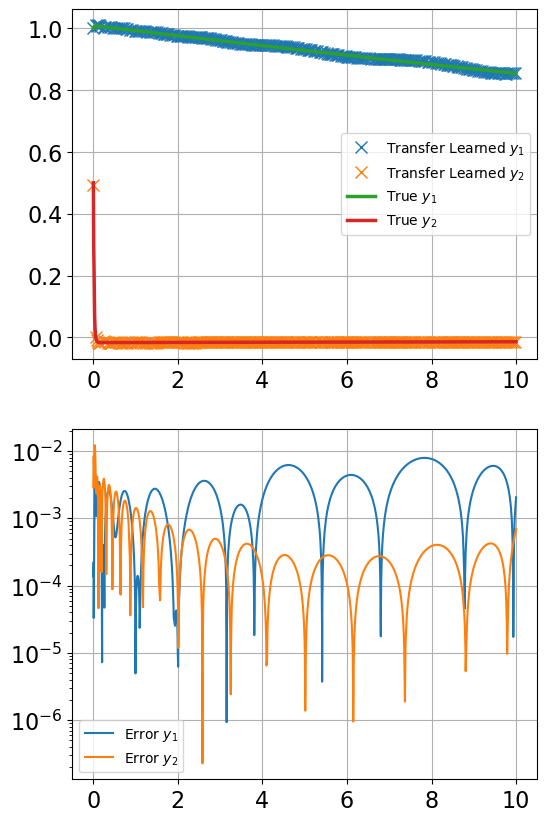 1.0
0.8
0.6
0.4
0.2
0.0
Transfer Learned y₁
Transfer Learned y₂
True y₁
True y₂
0 2 4 6 8 10
10⁻²
10⁻³
10⁻⁴
10⁻⁵
10⁻⁶
Error y₁
Error y₂
0 2 4 6 8 10